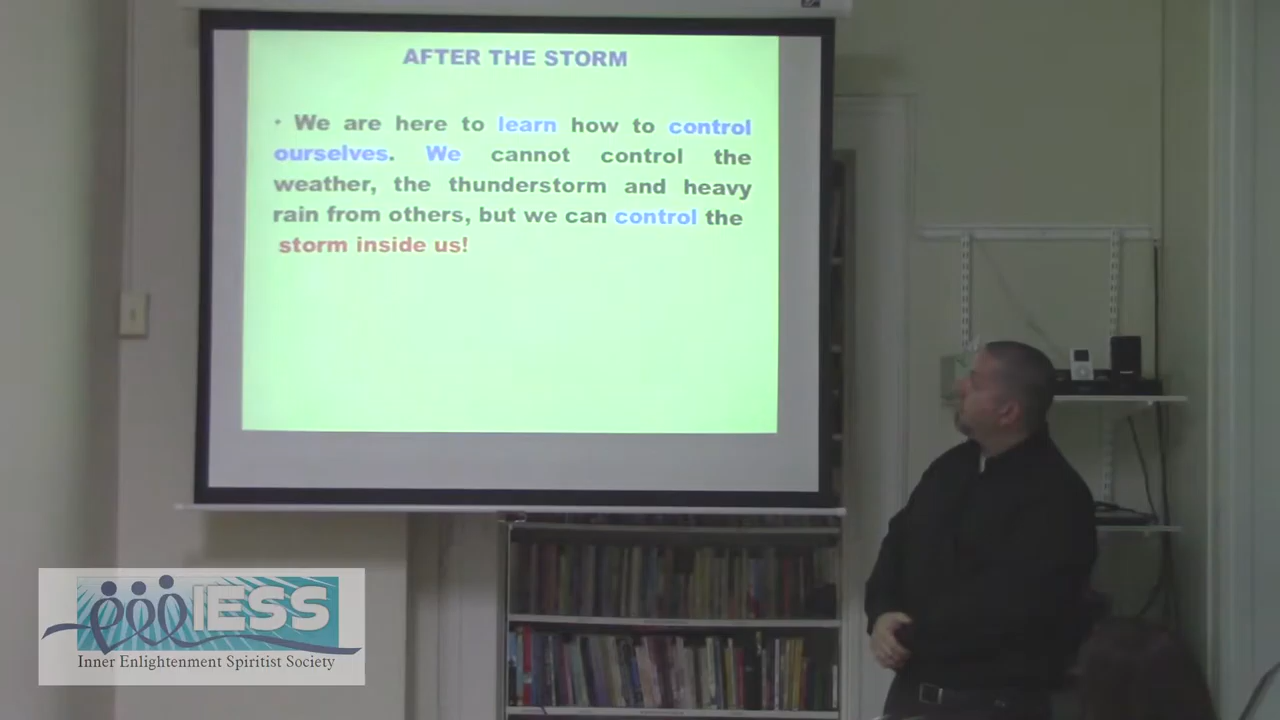 AFTER THE STORM
• We are here to learn how to control
ourselves. We cannot control the
weather, the thunderstorm and heavy
rain from others, but we can control the
storm inside us!
IESS
Inner Enlightenment Spiritist Society